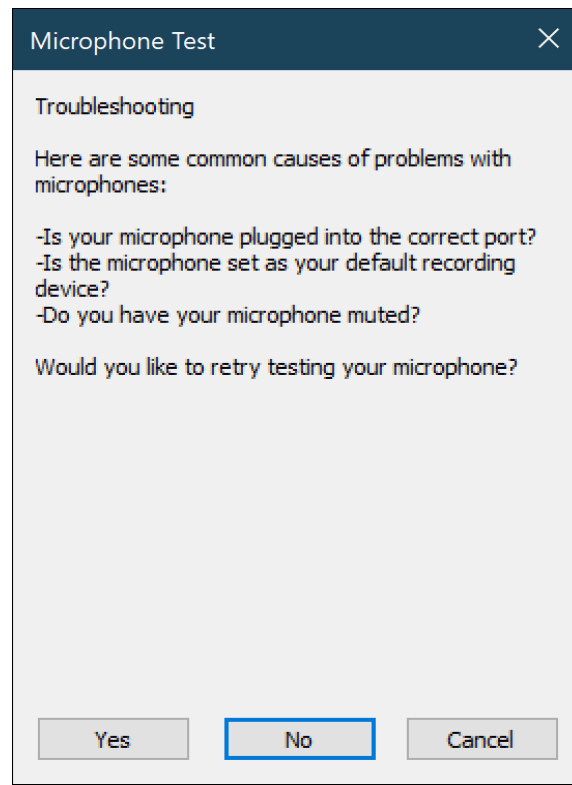 Microphone Test
Troubleshooting
Here are some common causes of problems with
microphones:
-Is your microphone plugged into the correct port?
-Is the microphone set as your default recording
device?
-Do you have your microphone muted?
Would you like to retry testing your microphone?
Yes
No
Cancel